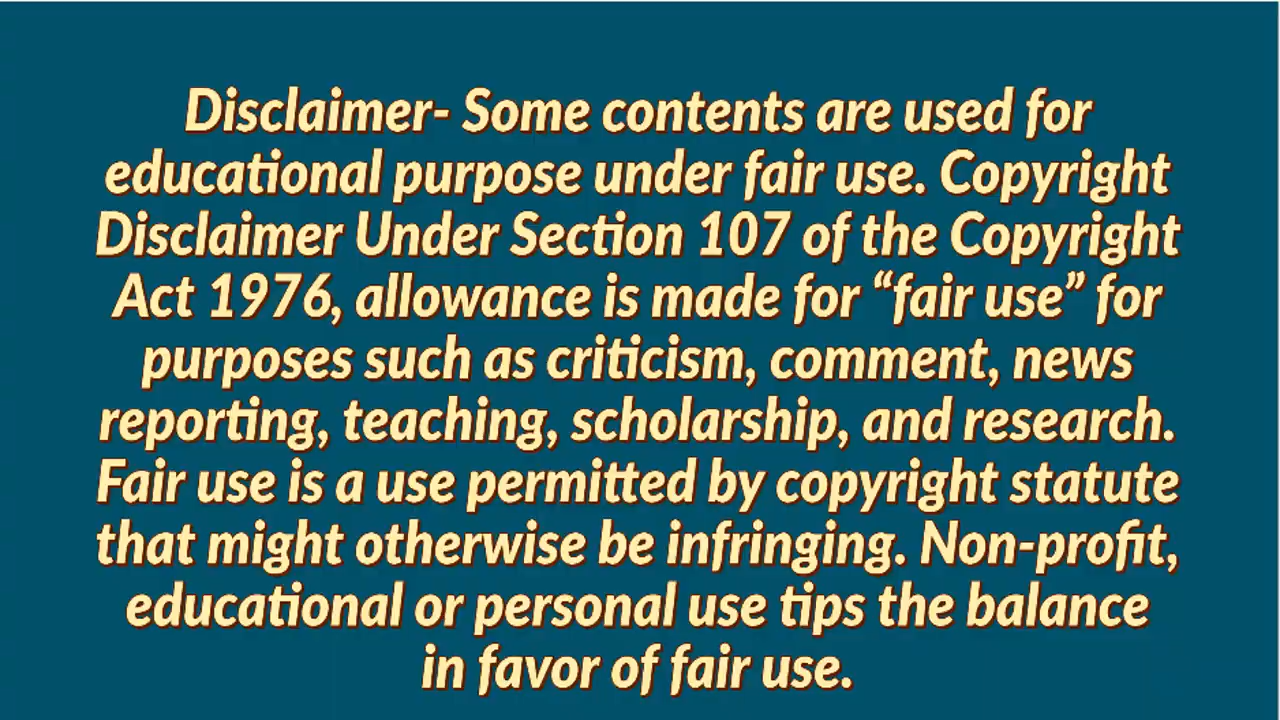 Disclaimer- Some contents are used for
educational purpose under fair use. Copyright
Disclaimer Under Section 107 of the Copyright
Act 1976, allowance is made for “fair use” for
purposes such as criticism, comment, news
reporting, teaching, scholarship, and research.
Fair use is a use permitted by copyright statute
that might otherwise be infringing. Non-profit,
educational or personal use tips the balance
in favor of fair use.